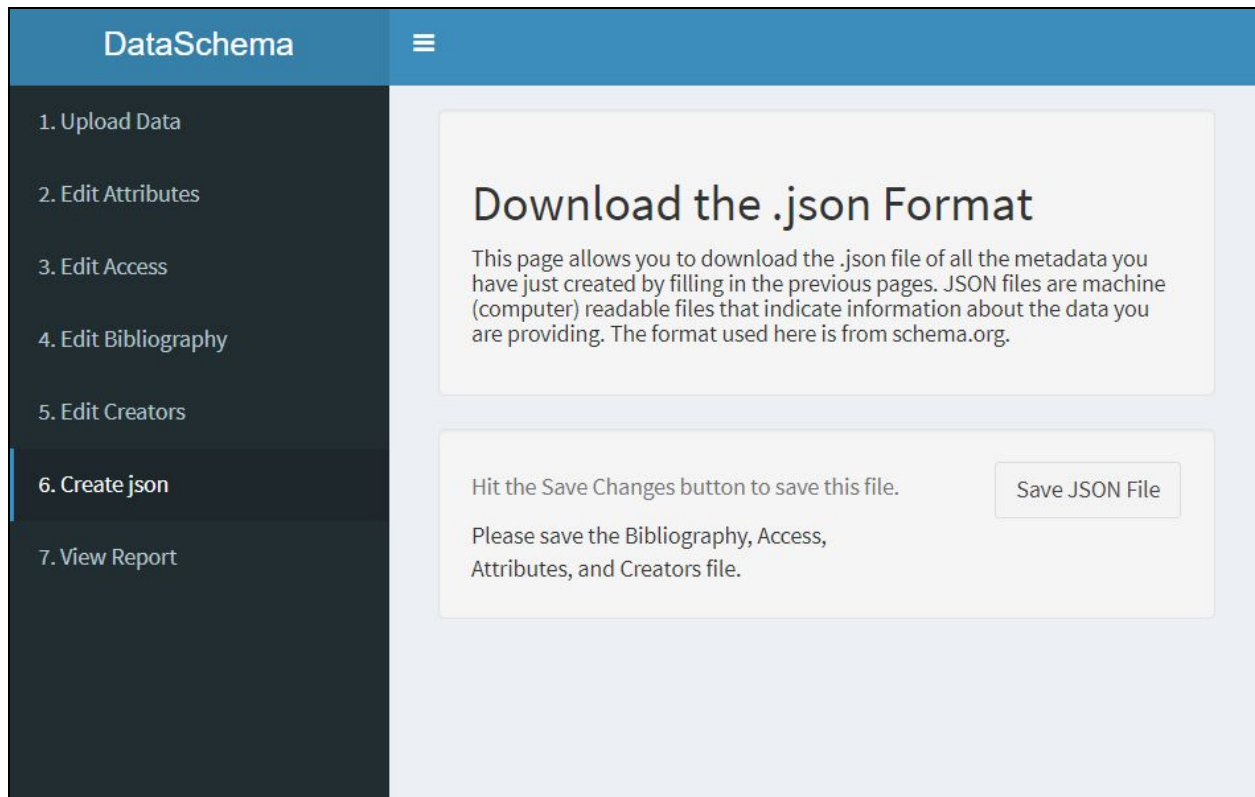 DataSchema
1. Upload Data
2. Edit Attributes
3. Edit Access
4. Edit Bibliography
5. Edit Creators
6. Create json
7. View Report
Download the .json Format
This page allows you to download the .json file of all the metadata you
have just created by filling in the previous pages. JSON files are machine
(computer) readable files that indicate information about the data you
are providing. The format used here is from schema.org.
Hit the Save Changes button to save this file.
Save JSON File
Please save the Bibliography, Access,
Attributes, and Creators file.